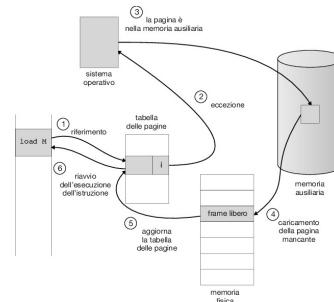 3
la pagina è
nella memoria ausiliaria
sistema
operativo
2
eccezione
1
riferimento
tabella
delle pagine
load M
i
6
riavvio
dell'esecuzione
dell'istruzione
5
aggiorna
la tabella
delle pagine
frame libero
memoria
ausiliaria
4
caricamento
della pagina
mancante
memoria
fisica